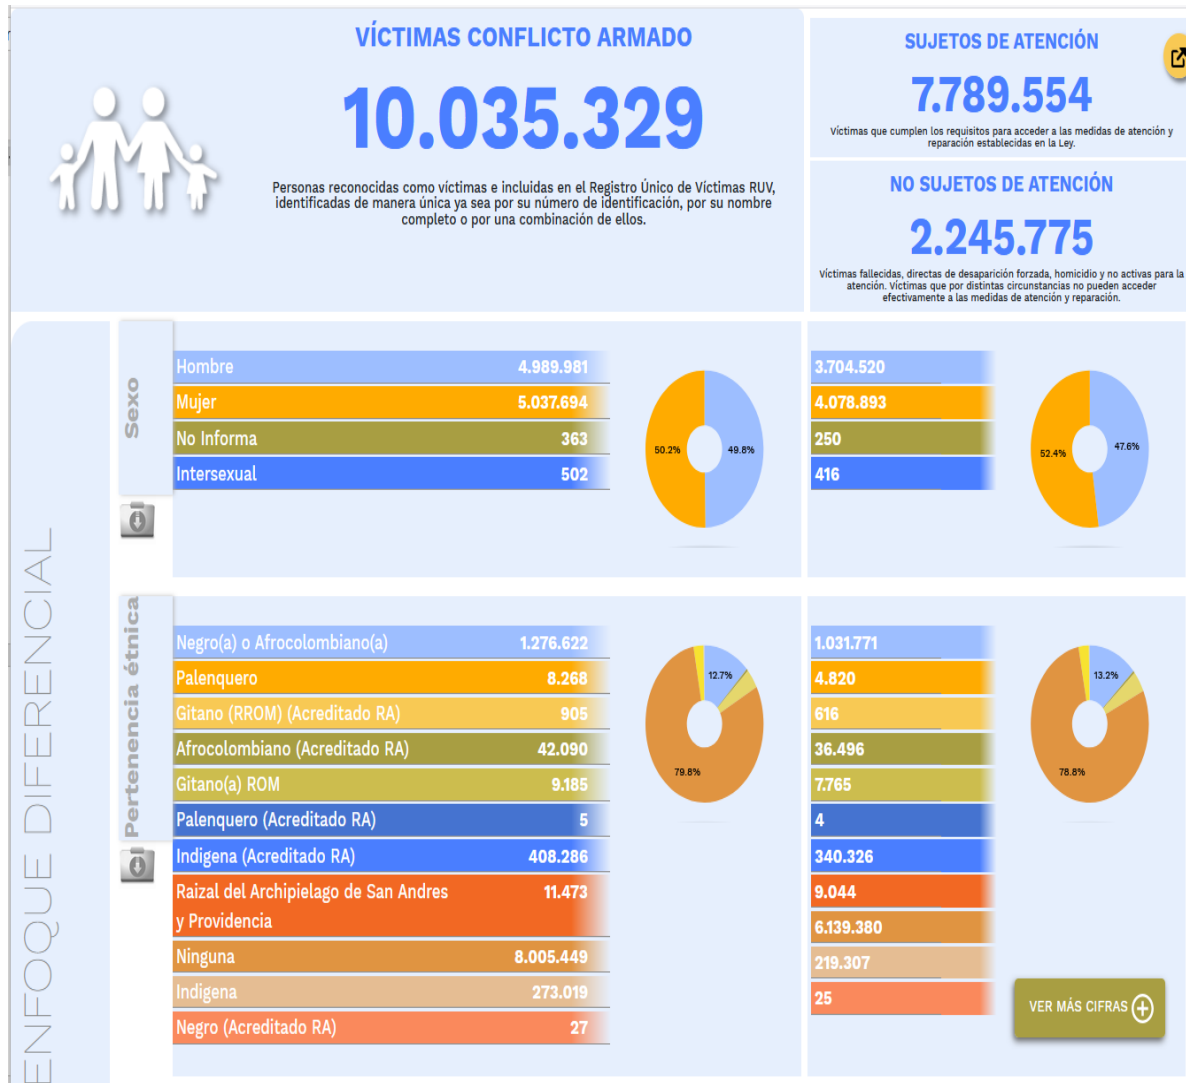 VÍCTIMAS CONFLICTO ARMADO
10.035.329
Personas reconocidas como víctimas e incluidas en el Registro Único de Víctimas RUV,
identificadas de manera única ya sea por su número de identificación, por su nombre
completo o por una combinación de ellos.
SUJETOS DE ATENCIÓN
7.789.554
Víctimas que cumplen los requisitos para acceder a las medidas de atención y
reparación establecidas en la Ley.
NO SUJETOS DE ATENCIÓN
2.245.775
Víctimas fallecidas, directas de desaparición forzada, homicidio y no activas para la
atención. Víctimas que por distintas circunstancias no pueden acceder
efectivamente a las medidas de atención y reparación.
ENFOQUE DIFERENCIAL
Sexo
Hombre 4.989.981
Mujer 5.037.694
No Informa 363
Intersexual 502
50.2% 49.8%
3.704.520
4.078.893
250
416
52.4% 47.6%
Pertenencia étnica
Negro(a) o Afrocolombiano(a) 1.276.622
Palenquero 8.268
Gitano (RROM) (Acreditado RA) 905
Afrocolombiano (Acreditado RA) 42.090
Gitano(a) ROM 9.185
Palenquero (Acreditado RA) 5
Indigena (Acreditado RA) 408.286
Raizal del Archipielago de San Andres 11.473
y Providencia
Ninguna 8.005.449
Indigena 273.019
Negro (Acreditado RA) 27
12.7%
79.8%
1.031.771
4.820
616
36.496
7.765
4
340.326
9.044
6.139.380
219.307
25
13.2%
78.8%
VER MÁS CIFRAS